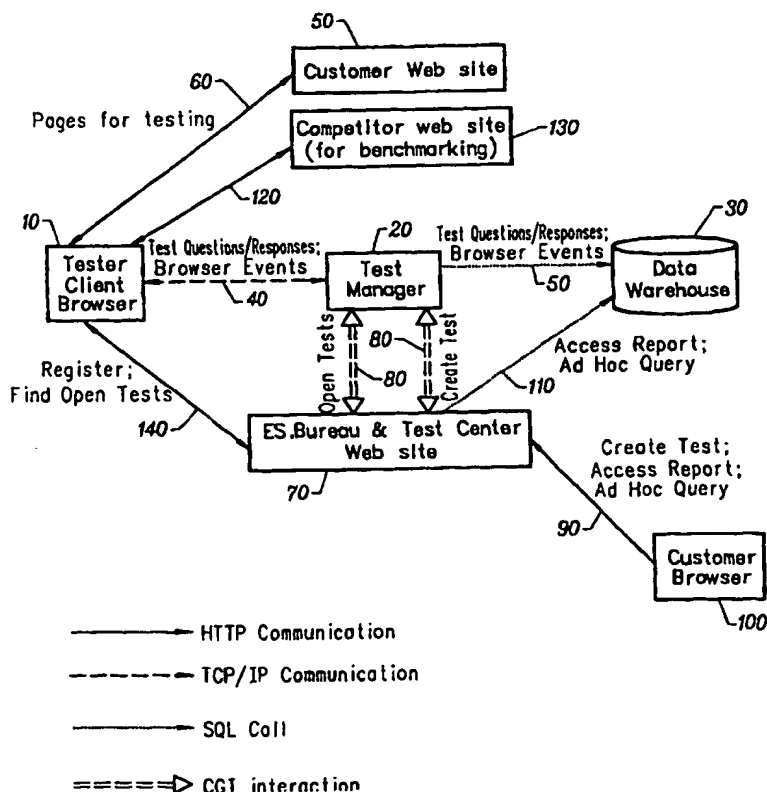 50
Customer Web site
60
Pages for testing
Competitor web site
(for benchmarking)
130
120
10
Tester
Client
Browser
Test Questions/Responses;
Browser Events
40
20
Test
Manager
Test Questions/Responses;
Browser Events
50
30
Data
Warehouse
Register;
Find Open Tests
140
Open Tests
80
80
Create Test
Access Report;
Ad Hoc Query
110
ES.Bureau & Test Center
Web site
70
Create Test;
Access Report;
Ad Hoc Query
90
Customer
Browser
100
HTTP Communication
TCP/IP Communication
SQL Call
CGI interaction